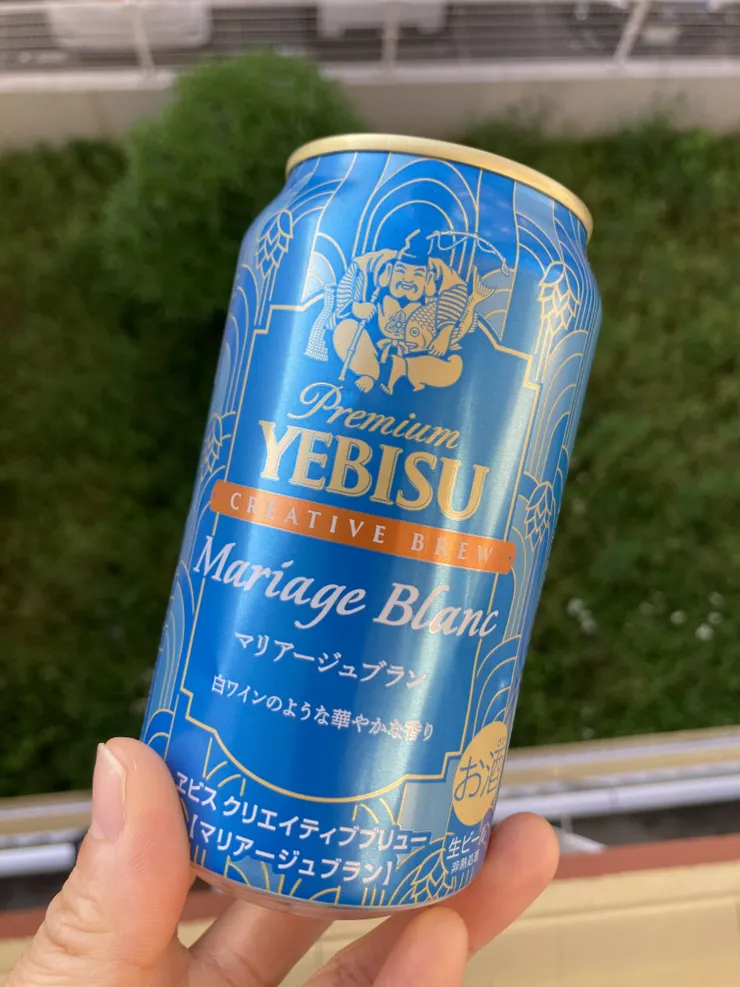 Premium
YEBISU
CREATIVE BREW
Mariage Blanc
マリアージュブラン
白ワインのような華やかな香り
お酒
ヱビス クリエイティブブリュー
[マリアージュブラン]
生ビール